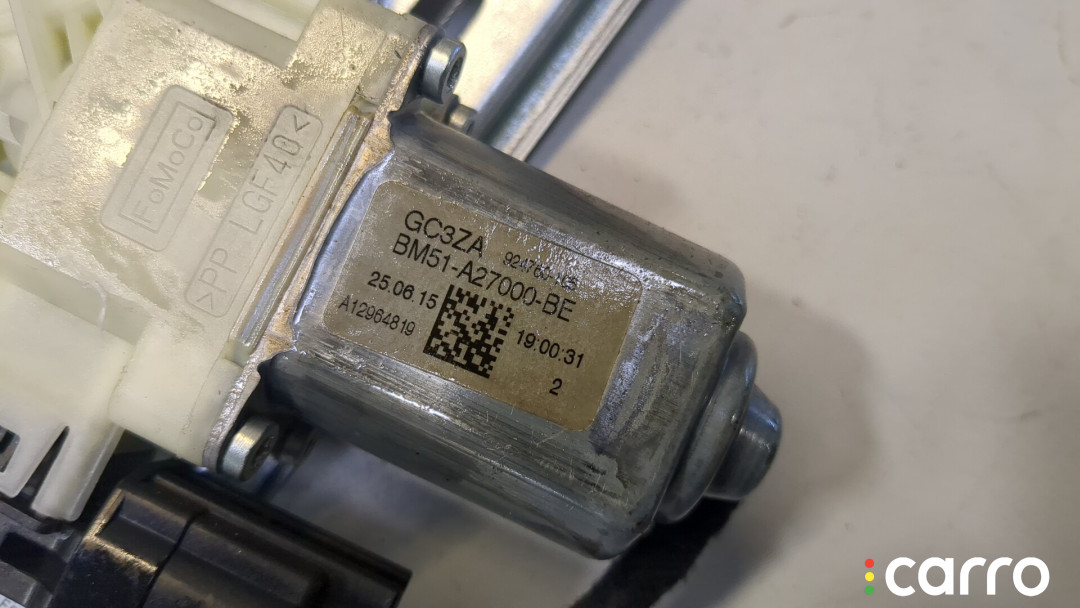 FoMoCo
>PP LGF40<
GC3ZA
BM51-A27000-BE
25.06.15
19:00:31
A12964819
2
carro